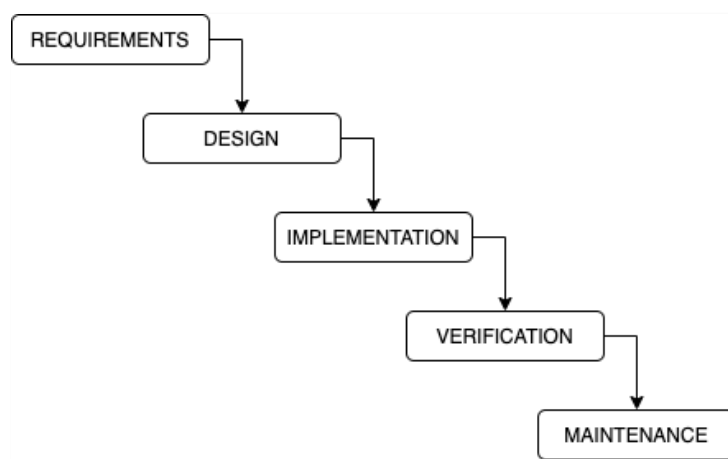 REQUIREMENTS
DESIGN
IMPLEMENTATION
VERIFICATION
MAINTENANCE